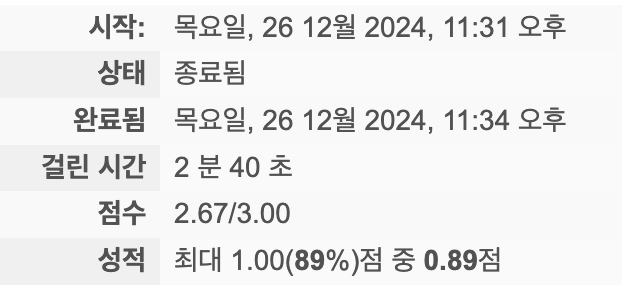 시작: 목요일, 26 12월 2024, 11:31 오후
상태 종료됨
완료됨 목요일, 26 12월 2024, 11:34 오후
걸린 시간 2 분 40 초
점수 2.67/3.00
성적 최대 1.00(89%)점 중 0.89점